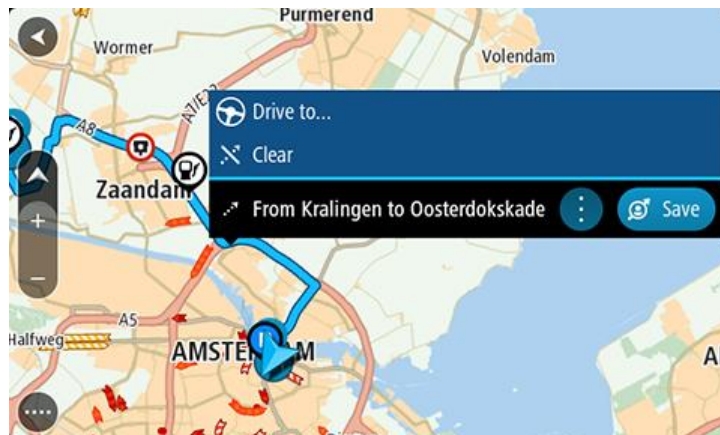 Purmerend
Wormer
Volendam
A7/E22
Drive to...
A8
Clear
Zaandam
From Kralingen to Oosterdokskade
Save
A5
Halfweg
AMSTERDAM